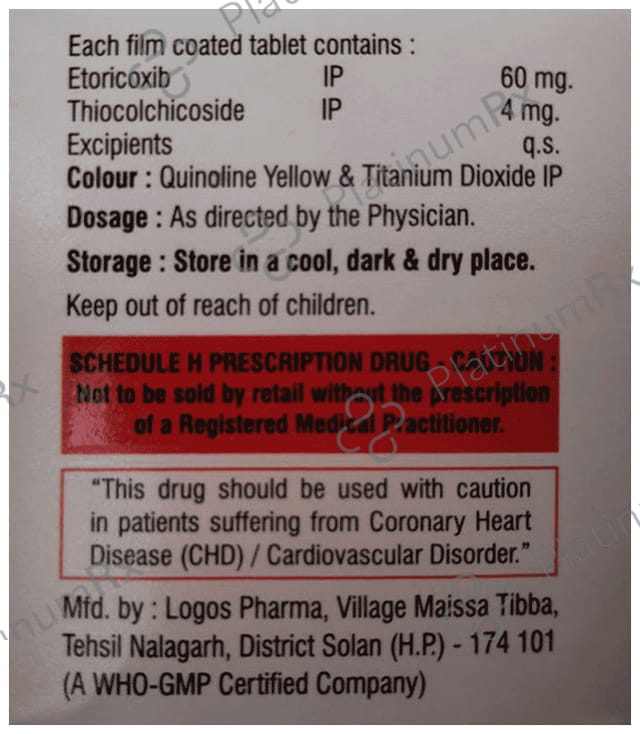 Each film coated tablet contains :
Etoricoxib IP 60 mg.
Thiocolchicoside IP 4 mg.
Excipients q.s.
Colour : Quinoline Yellow & Titanium Dioxide IP
Dosage : As directed by the Physician.
Storage : Store in a cool, dark & dry place.
Keep out of reach of children.
SCHEDULE H PRESCRIPTION DRUG - CAUTION :
Not to be sold by retail without the prescription
of a Registered Medical Practitioner.
“This drug should be used with caution
in patients suffering from Coronary Heart
Disease (CHD) / Cardiovascular Disorder.”
Mfd. by : Logos Pharma, Village Maissa Tibba,
Tehsil Nalagarh, District Solan (H.P.) - 174 101
(A WHO-GMP Certified Company)
PlatinumRx
PlatinumRx